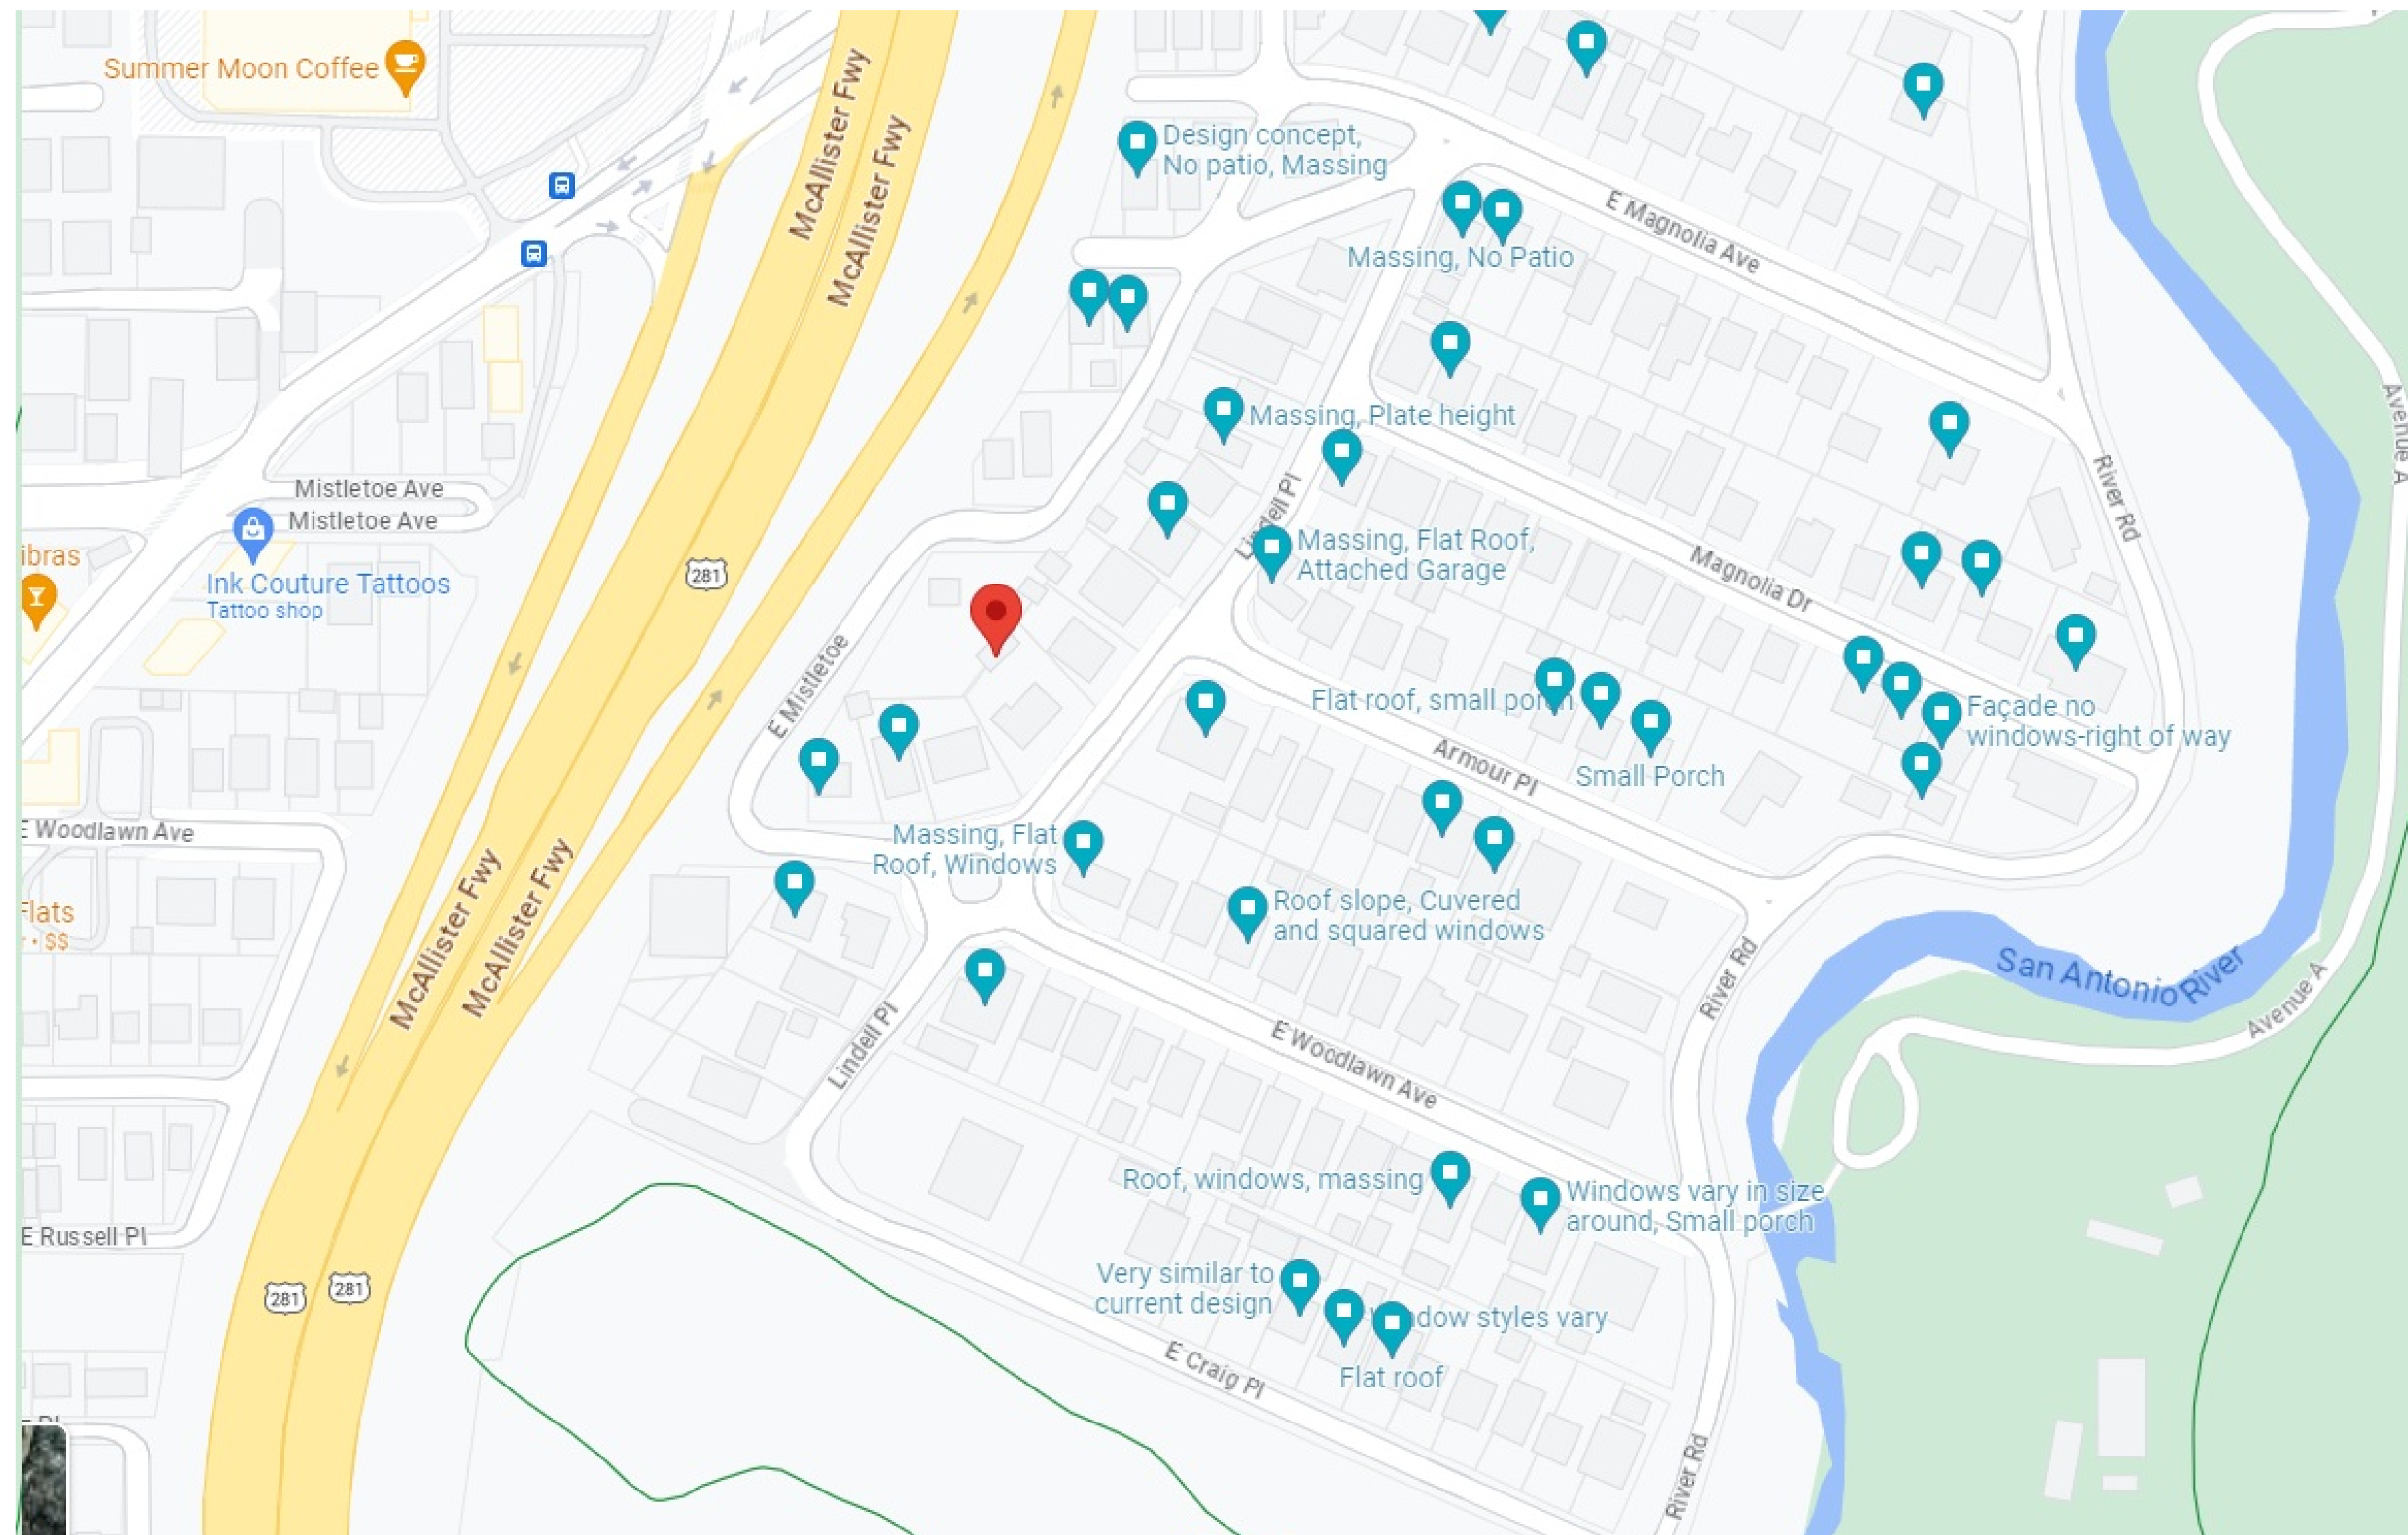 Summer Moon Coffee
McAllister Fwy
McAllister Fwy
Design concept,
No patio, Massing
E Magnolia Ave
Massing, No Patio
Avenue A
Massing, Plate height
River Rd
Lindell Pl
Mistletoe Ave
Mistletoe Ave
ibras
Ink Couture Tattoos
Tattoo shop
281
Massing, Flat Roof,
Attached Garage
Magnolia Dr
E Mistletoe
Flat roof, small porch
Façade no
windows-right of way
Armour Pl
Small Porch
E Woodlawn Ave
Massing, Flat
Roof, Windows
McAllister Fwy
McAllister Fwy
Flats
$$
Roof slope, Cuvered
and squared windows
River Rd
San Antonio River
Avenue A
Lindell Pl
E Woodlawn Ave
Roof, windows, massing
Windows vary in size
around, Small porch
E Russell Pl
281
281
Very similar to
current design
ndow styles vary
E Craig Pl
Flat roof
Pl
River Rd